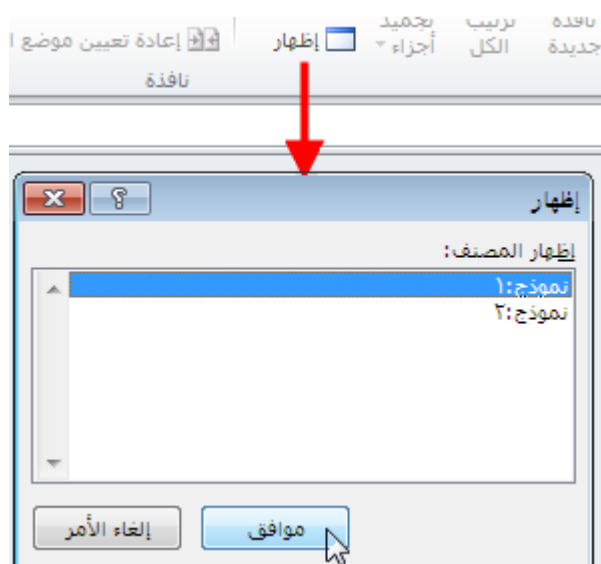 نافذة جديدة
ترتيب الكل
تجميد أجزاء
إظهار
إعادة تعيين موضع
نافذة
إظهار
إظهار المصنف:
نموذج:١
نموذج:٢
موافق
إلغاء الأمر